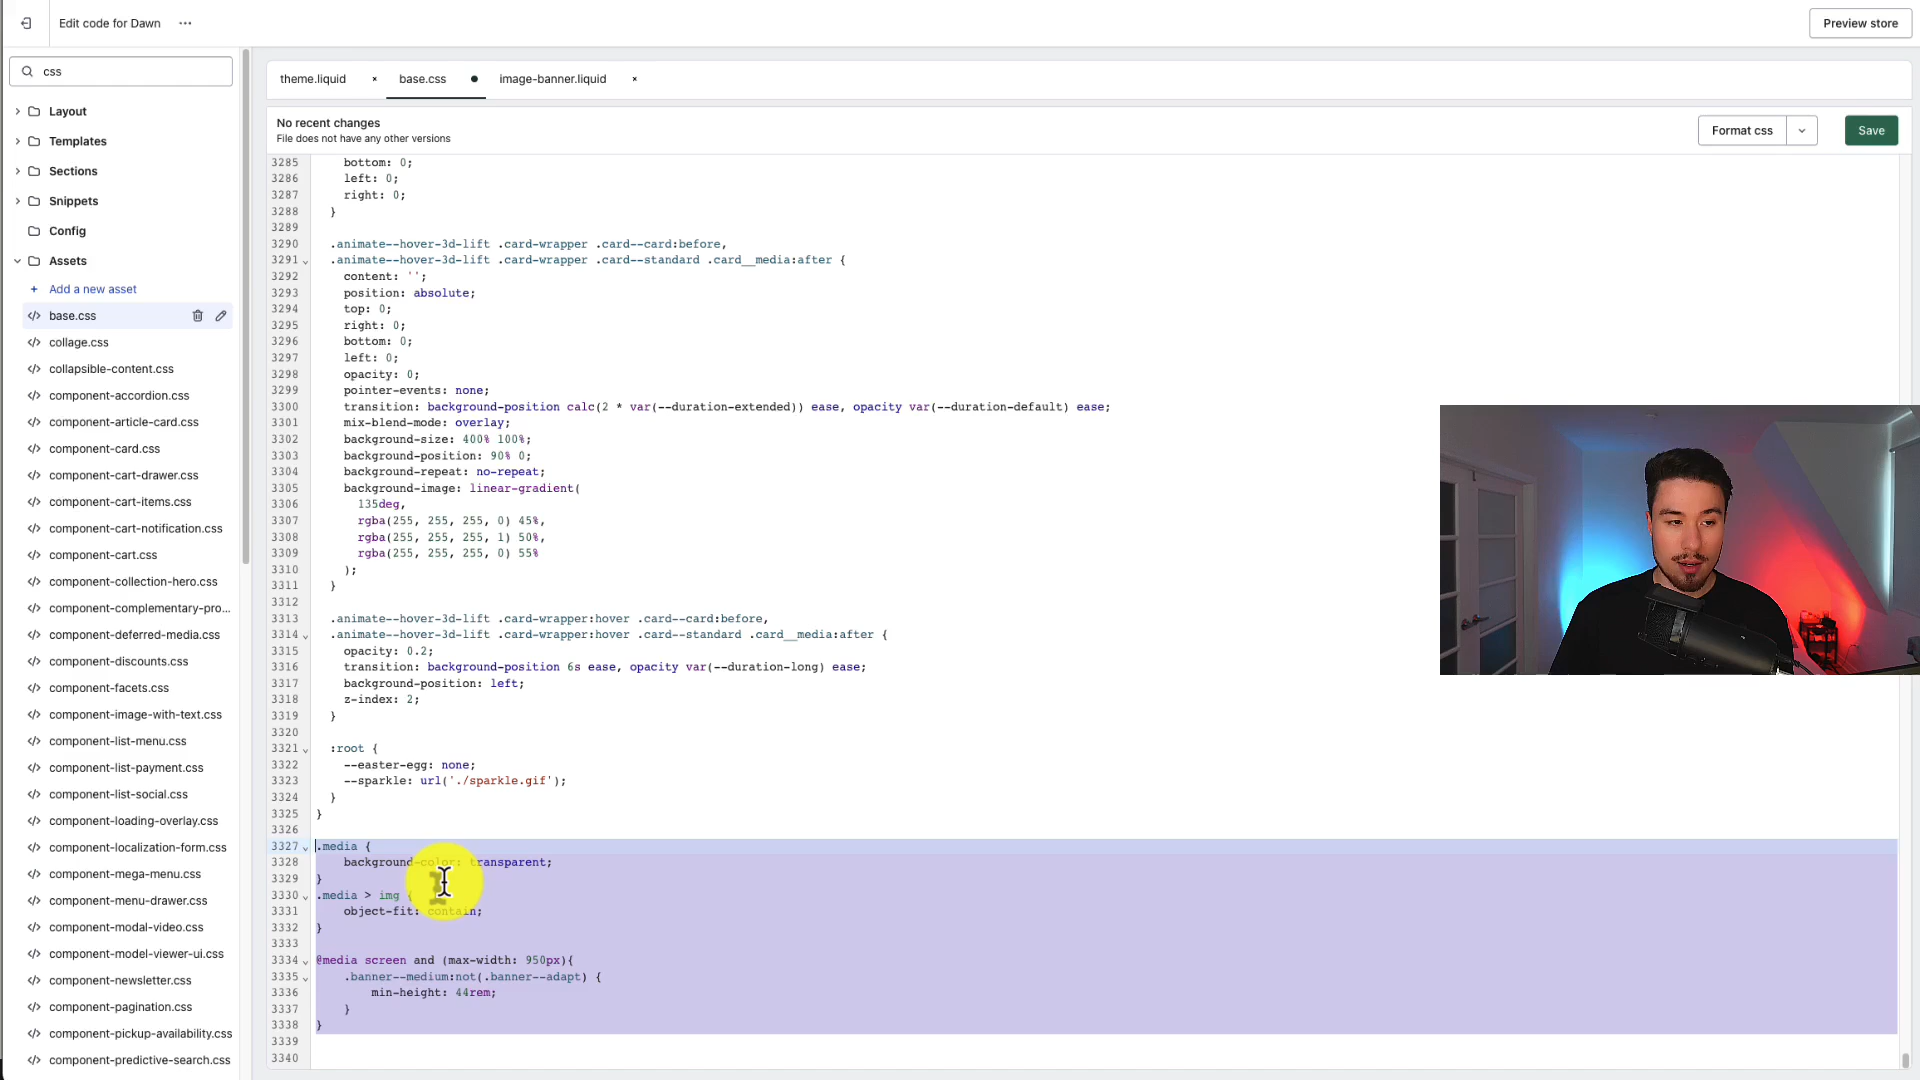 Edit code for Dawn ...
Preview store
css
Layout
Templates
Sections
Snippets
Config
Assets
+ Add a new asset
base.css
collage.css
collapsible-content.css
component-accordion.css
component-article-card.css
component-card.css
component-cart-drawer.css
component-cart-items.css
component-cart-notification.css
component-cart.css
component-collection-hero.css
component-complementary-pro...
component-deferred-media.css
component-discounts.css
component-facets.css
component-image-with-text.css
component-list-menu.css
component-list-payment.css
component-list-social.css
component-loading-overlay.css
component-localization-form.css
component-mega-menu.css
component-menu-drawer.css
component-modal-video.css
component-model-viewer-ui.css
component-newsletter.css
component-pagination.css
component-pickup-availability.css
component-predictive-search.css
theme.liquid × base.css ● image-banner.liquid ×
No recent changes
File does not have any other versions
Format css
Save
3285 bottom: 0;
3286 left: 0;
3287 right: 0;
3288 }
3289
3290 .animate--hover-3d-lift .card-wrapper .card--card:before,
3291 .animate--hover-3d-lift .card-wrapper .card--standard .card__media:after {
3292 content: '';
3293 position: absolute;
3294 top: 0;
3295 right: 0;
3296 bottom: 0;
3297 left: 0;
3298 opacity: 0;
3299 pointer-events: none;
3300 transition: background-position calc(2 * var(--duration-extended)) ease, opacity var(--duration-default) ease;
3301 mix-blend-mode: overlay;
3302 background-size: 400% 100%;
3303 background-position: 90% 0;
3304 background-repeat: no-repeat;
3305 background-image: linear-gradient(
3306 135deg,
3307 rgba(255, 255, 255, 0) 45%,
3308 rgba(255, 255, 255, 1) 50%,
3309 rgba(255, 255, 255, 0) 55%
3310 );
3311 }
3312
3313 .animate--hover-3d-lift .card-wrapper:hover .card--card:before,
3314 .animate--hover-3d-lift .card-wrapper:hover .card--standard .card__media:after {
3315 opacity: 0.2;
3316 transition: background-position 6s ease, opacity var(--duration-long) ease;
3317 background-position: left;
3318 z-index: 2;
3319 }
3320
3321 :root {
3322 --easter-egg: none;
3323 --sparkle: url('./sparkle.gif');
3324 }
3325 }
3326
3327 .media {
3328 background-color: transparent;
3329 }
3330 .media > img {
3331 object-fit: contain;
3332 }
3333
3334 @media screen and (max-width: 950px){
3335 .banner--medium:not(.banner--adapt) {
3336 min-height: 44rem;
3337 }
3338 }
3339
3340